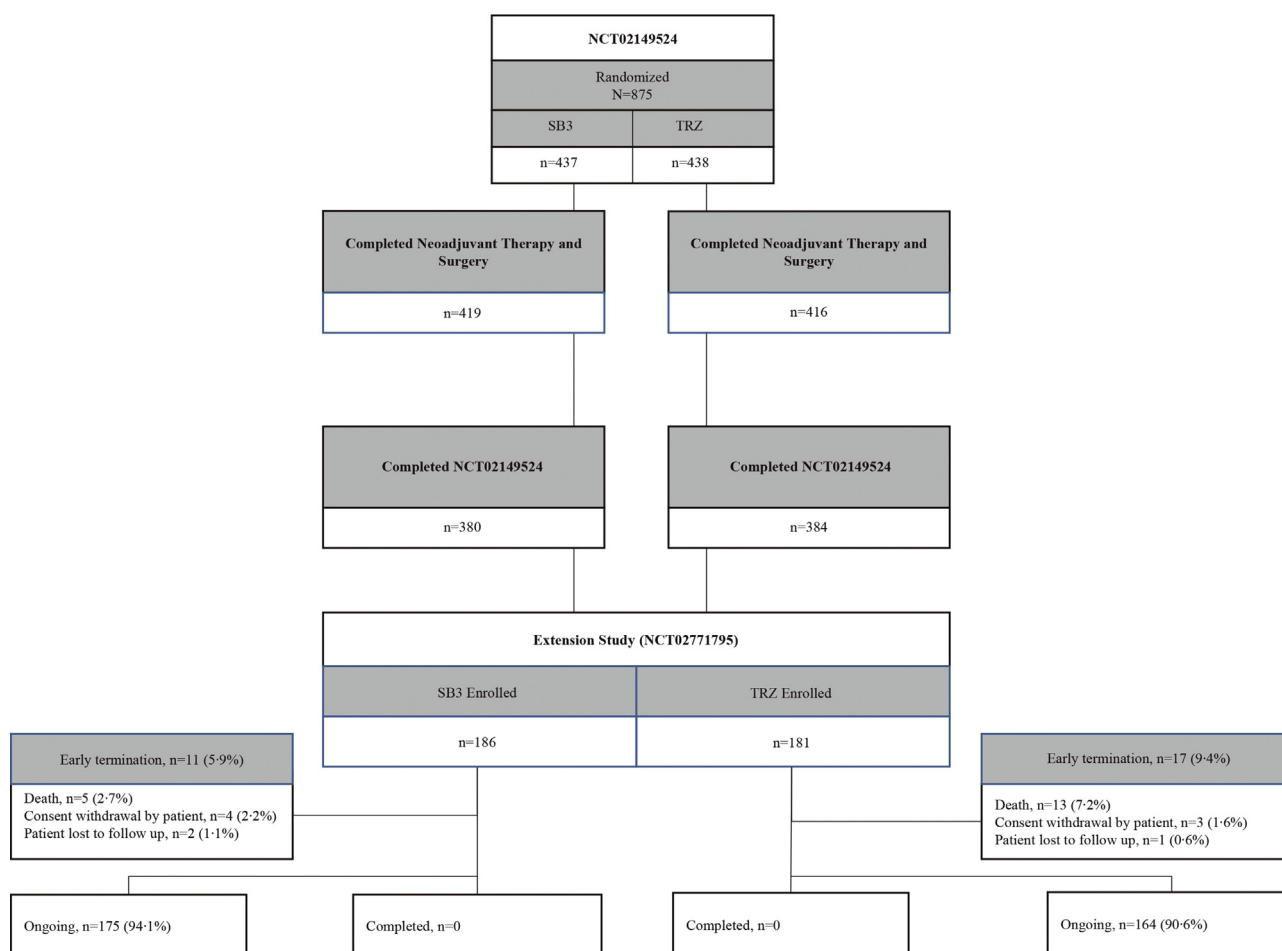 NCT02149524
Randomized
N=875
SB3
TRZ
n=437
n=438
Completed Neoadjuvant Therapy and
Surgery
n=419
Completed Neoadjuvant Therapy and
Surgery
n=416
Completed NCT02149524
n=380
Completed NCT02149524
n=384
Extension Study (NCT02771795)
SB3 Enrolled
TRZ Enrolled
n=186
n=181
Early termination, n=11 (5·9%)
Death, n=5 (2·7%)
Consent withdrawal by patient, n=4 (2·2%)
Patient lost to follow up, n=2 (1·1%)
Early termination, n=17 (9·4%)
Death, n=13 (7·2%)
Consent withdrawal by patient, n=3 (1·6%)
Patient lost to follow up, n=1 (0·6%)
Ongoing, n=175 (94·1%)
Completed, n=0
Completed, n=0
Ongoing, n=164 (90·6%)